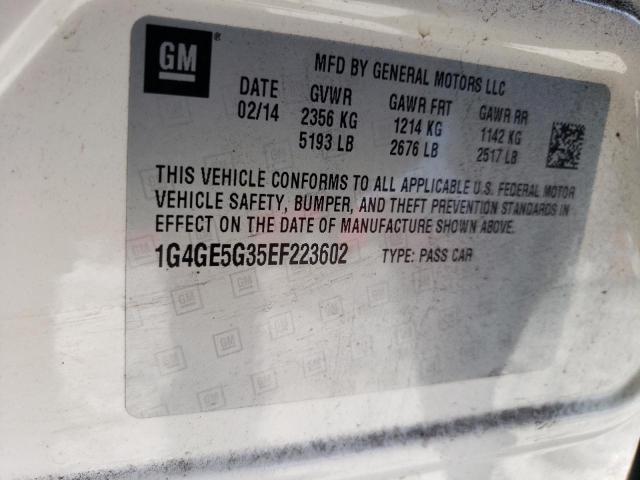 GM ®
MFD BY GENERAL MOTORS LLC
DATE GVWR GAWR FRT GAWR RR
02/14 2356 KG 1214 KG 1142 KG
5193 LB 2676 LB 2517 LB
THIS VEHICLE CONFORMS TO ALL APPLICABLE U.S. FEDERAL MOTOR
VEHICLE SAFETY, BUMPER, AND THEFT PREVENTION STANDARDS IN
EFFECT ON THE DATE OF MANUFACTURE SHOWN ABOVE.
1G4GE5G35EF223602 TYPE: PASS CAR